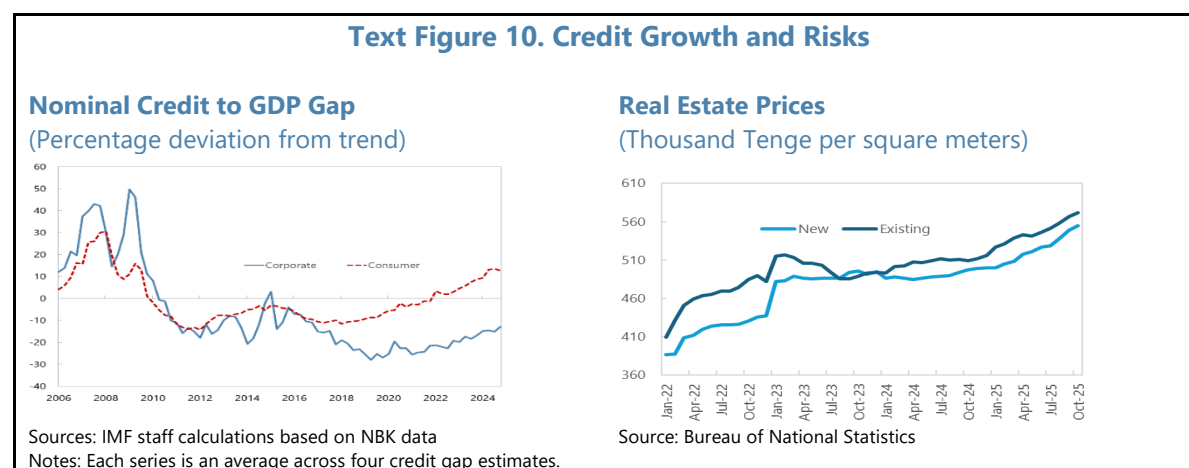 Text Figure 10. Credit Growth and Risks
Nominal Credit to GDP Gap
(Percentage deviation from trend)
60
50
40
30
20
10
0
-10
-20
-30
-40
Corporate
Consumer
2006 2008 2010 2012 2014 2016 2018 2020 2022 2024
Sources: IMF staff calculations based on NBK data
Notes: Each series is an average across four credit gap estimates.
Real Estate Prices
(Thousand Tenge per square meters)
610
560
510
460
410
360
New
Existing
Jan-22 Apr-22 Jul-22 Oct-22 Jan-23 Apr-23 Jul-23 Oct-23 Jan-24 Apr-24 Jul-24 Oct-24 Jan-25 Apr-25 Jul-25 Oct-25
Source: Bureau of National Statistics